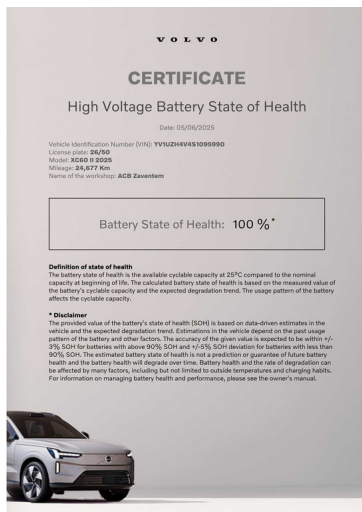 VOLVO
CERTIFICATE
High Voltage Battery State of Health
Date: 05/06/2025
Vehicle Identification Number (VIN): YV1UZH4V4S1095990
License plate: 26/50
Model: XC60 II 2025
Mileage: 24,677 Km
Name of the workshop: ACB Zaventem
Battery State of Health: 100 %*
Definition of state of health
The battery state of health is the available cyclable capacity at 25°C compared to the nominal
capacity at beginning of life. The calculated battery state of health is based on the measured value of
the battery's cyclable capacity and the expected degradation trend. The usage pattern of the battery
affects the cyclable capacity.
* Disclaimer
The provided value of the battery's state of health (SOH) is based on data-driven estimates in the
vehicle and the expected degradation trend. Estimations in the vehicle depend on the past usage
pattern of the battery and other factors. The accuracy of the given value is expected to be within +/-
3% SOH for batteries with above 90% SOH and +/-5% SOH deviation for batteries with less than
90% SOH. The estimated battery state of health is not a prediction or guarantee of future battery
health and the battery health will degrade over time. Battery health and the rate of degradation can
be affected by many factors, including but not limited to outside temperatures and charging habits.
For information on managing battery health and performance, please see the owner's manual.